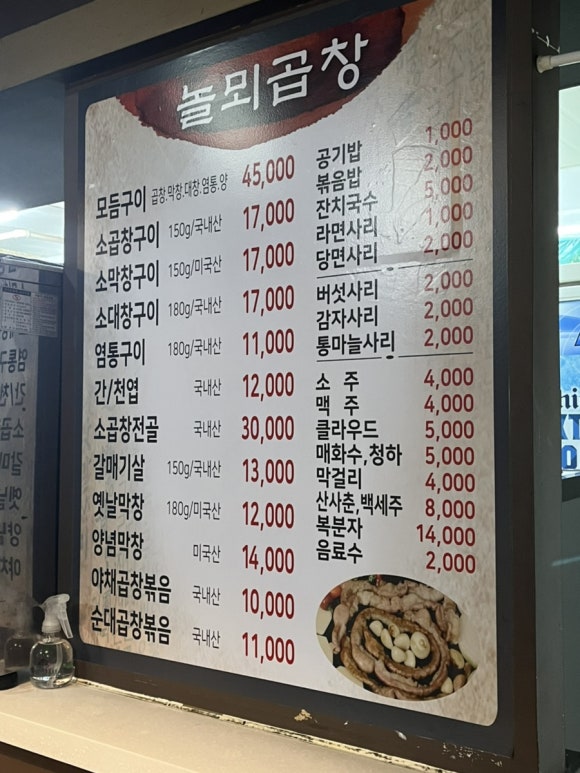 놀뫼곱창
모듬구이 곱창.막창.대창.염통.양 45,000
소곱창구이 150g/국내산 17,000
소막창구이 150g/미국산 17,000
소대창구이 180g/국내산 17,000
염통구이 180g/국내산 11,000
간/천엽 국내산 12,000
소곱창전골 국내산 30,000
갈매기살 150g/국내산 13,000
옛날막창 180g/미국산 12,000
양념막창 미국산 14,000
야채곱창볶음 국내산 10,000
순대곱창볶음 국내산 11,000
공기밥 1,000
볶음밥 2,000
잔치국수 5,000
라면사리 1,000
당면사리 2,000
버섯사리 2,000
감자사리 2,000
통마늘사리 2,000
소 주 4,000
맥 주 4,000
클라우드 5,000
매화수,청하 5,000
막걸리 4,000
산사춘,백세주 8,000
복분자 14,000
음료수 2,000